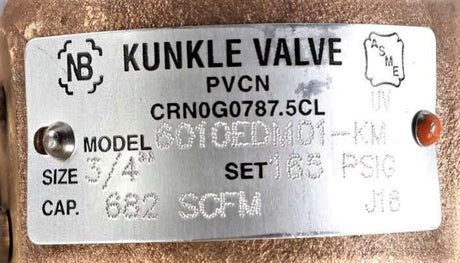 NB KUNKLE VALVE ASME
PVCN
CRN0G0787.5CL UV
MODEL 6010EDM01-KM
SIZE 3/4" SET 165 PSIG
CAP. 682 SCFM J16